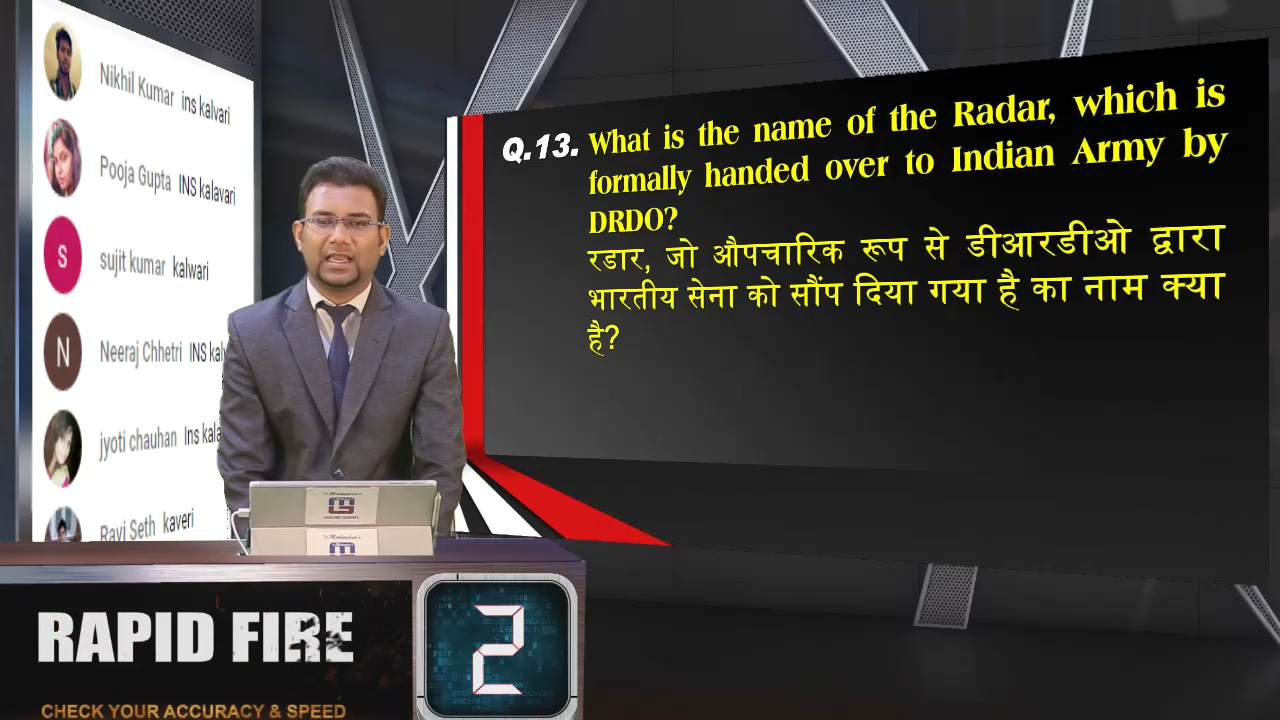 Nikhil Kumar ins kalvari
Pooja Gupta INS kalavari
S sujit kumar kalwari
N Neeraj Chhetri INS
jyoti chauhan Ins
Ravi Seth kaveri
Q.13. What is the name of the Radar, which is
formally handed over to Indian Army by
DRDO?
रडार, जो औपचारिक रूप से डीआरडीओ द्वारा
भारतीय सेना को सौंप दिया गया है का नाम क्या
है?
RAPID FIRE
2
CHECK YOUR ACCURACY & SPEED